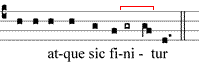 at-que sic fi-ni - tur